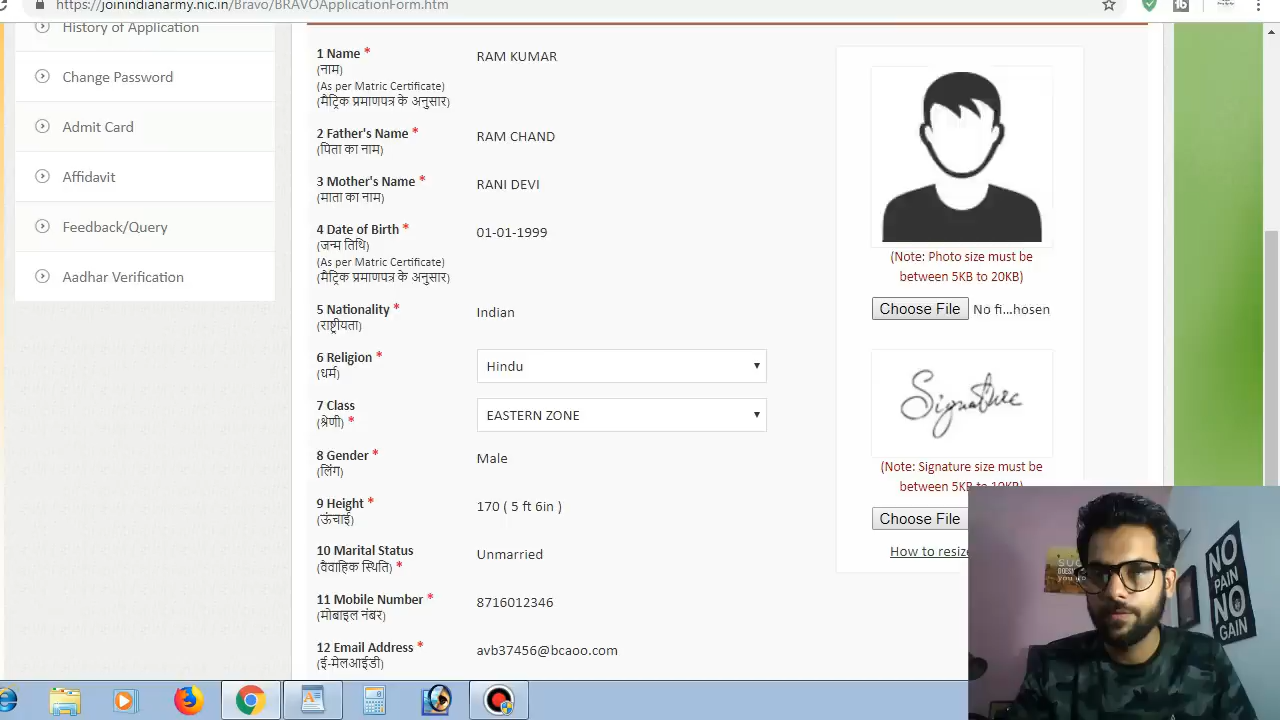 https://joinindianarmy.nic.in/Bravo/BRAVOApplicationForm.htm
History of Application
Change Password
Admit Card
Affidavit
Feedback/Query
Aadhar Verification
1 Name *
(नाम)
(As per Matric Certificate)
(मैट्रिक प्रमाणपत्र के अनुसार)
RAM KUMAR
2 Father's Name *
(पिता का नाम)
RAM CHAND
3 Mother's Name *
(माता का नाम)
RANI DEVI
4 Date of Birth *
(जन्म तिथि)
(As per Matric Certificate)
(मैट्रिक प्रमाणपत्र के अनुसार)
01-01-1999
5 Nationality *
(राष्ट्रीयता)
Indian
6 Religion *
(धर्म)
Hindu
7 Class
(श्रेणी) *
EASTERN ZONE
8 Gender *
(लिंग)
Male
9 Height *
(ऊंचाई)
170 ( 5 ft 6in )
10 Marital Status
(वैवाहिक स्थिति) *
Unmarried
11 Mobile Number *
(मोबाइल नंबर)
8716012346
12 Email Address *
(ई-मेलआईडी)
avb37456@bcaoo.com
(Note: Photo size must be
between 5KB to 20KB)
Choose File No fi...hosen
Signature
(Note: Signature size must be
between 5KB to 10KB)
Choose File
How to resize
NO
PAIN
NO
GAIN